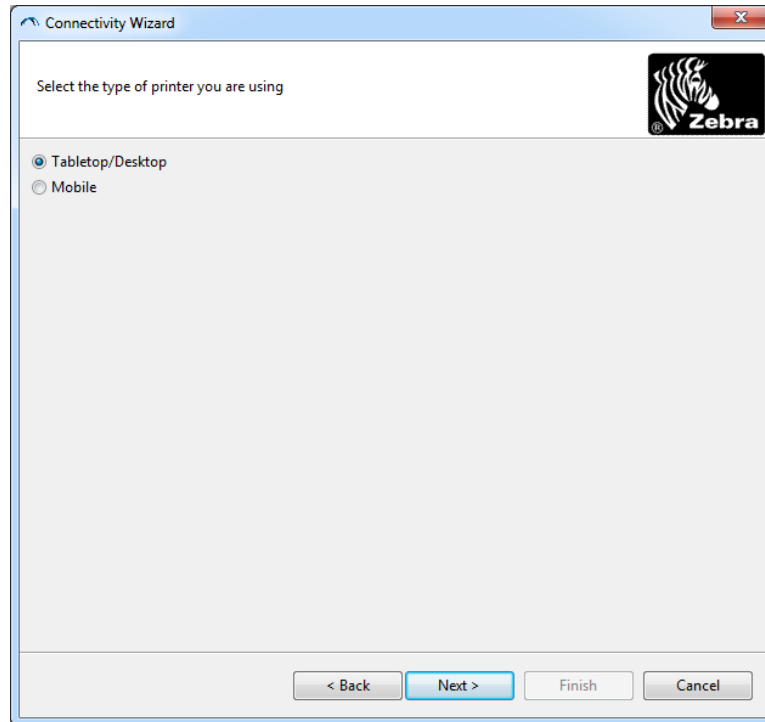 Connectivity Wizard
x
Select the type of printer you are using
® Zebra
Tabletop/Desktop
Mobile
< Back Next > Finish Cancel